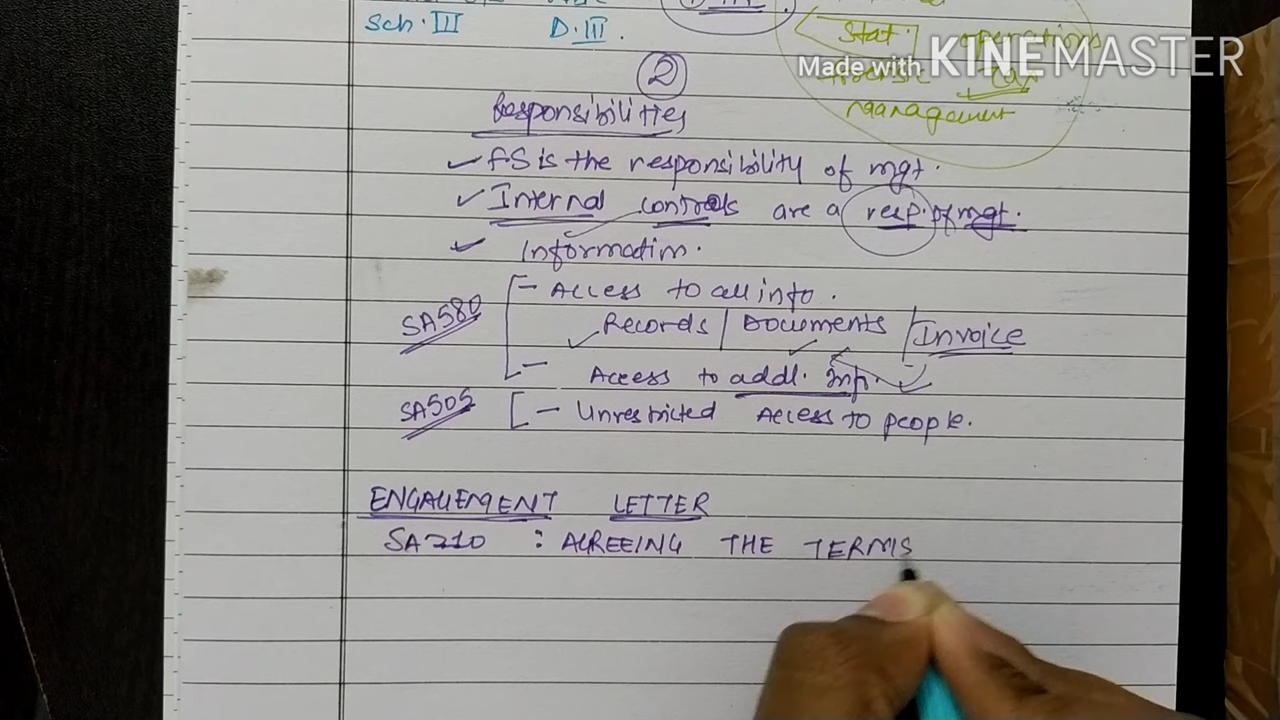 Sch. III D. III.
Stat. operations
Made with KINEMASTER
management
②
Responsibilities
FS is the responsibility of mgt.
Internal controls are a resp. of mgt.
Information.
- Access to all info.
SA580
Records | Documents | Invoice
- Access to addl. inf.
SA505 [- Unrestricted Access to people.
ENGAGEMENT LETTER
SA210 : AGREEING THE TERMS